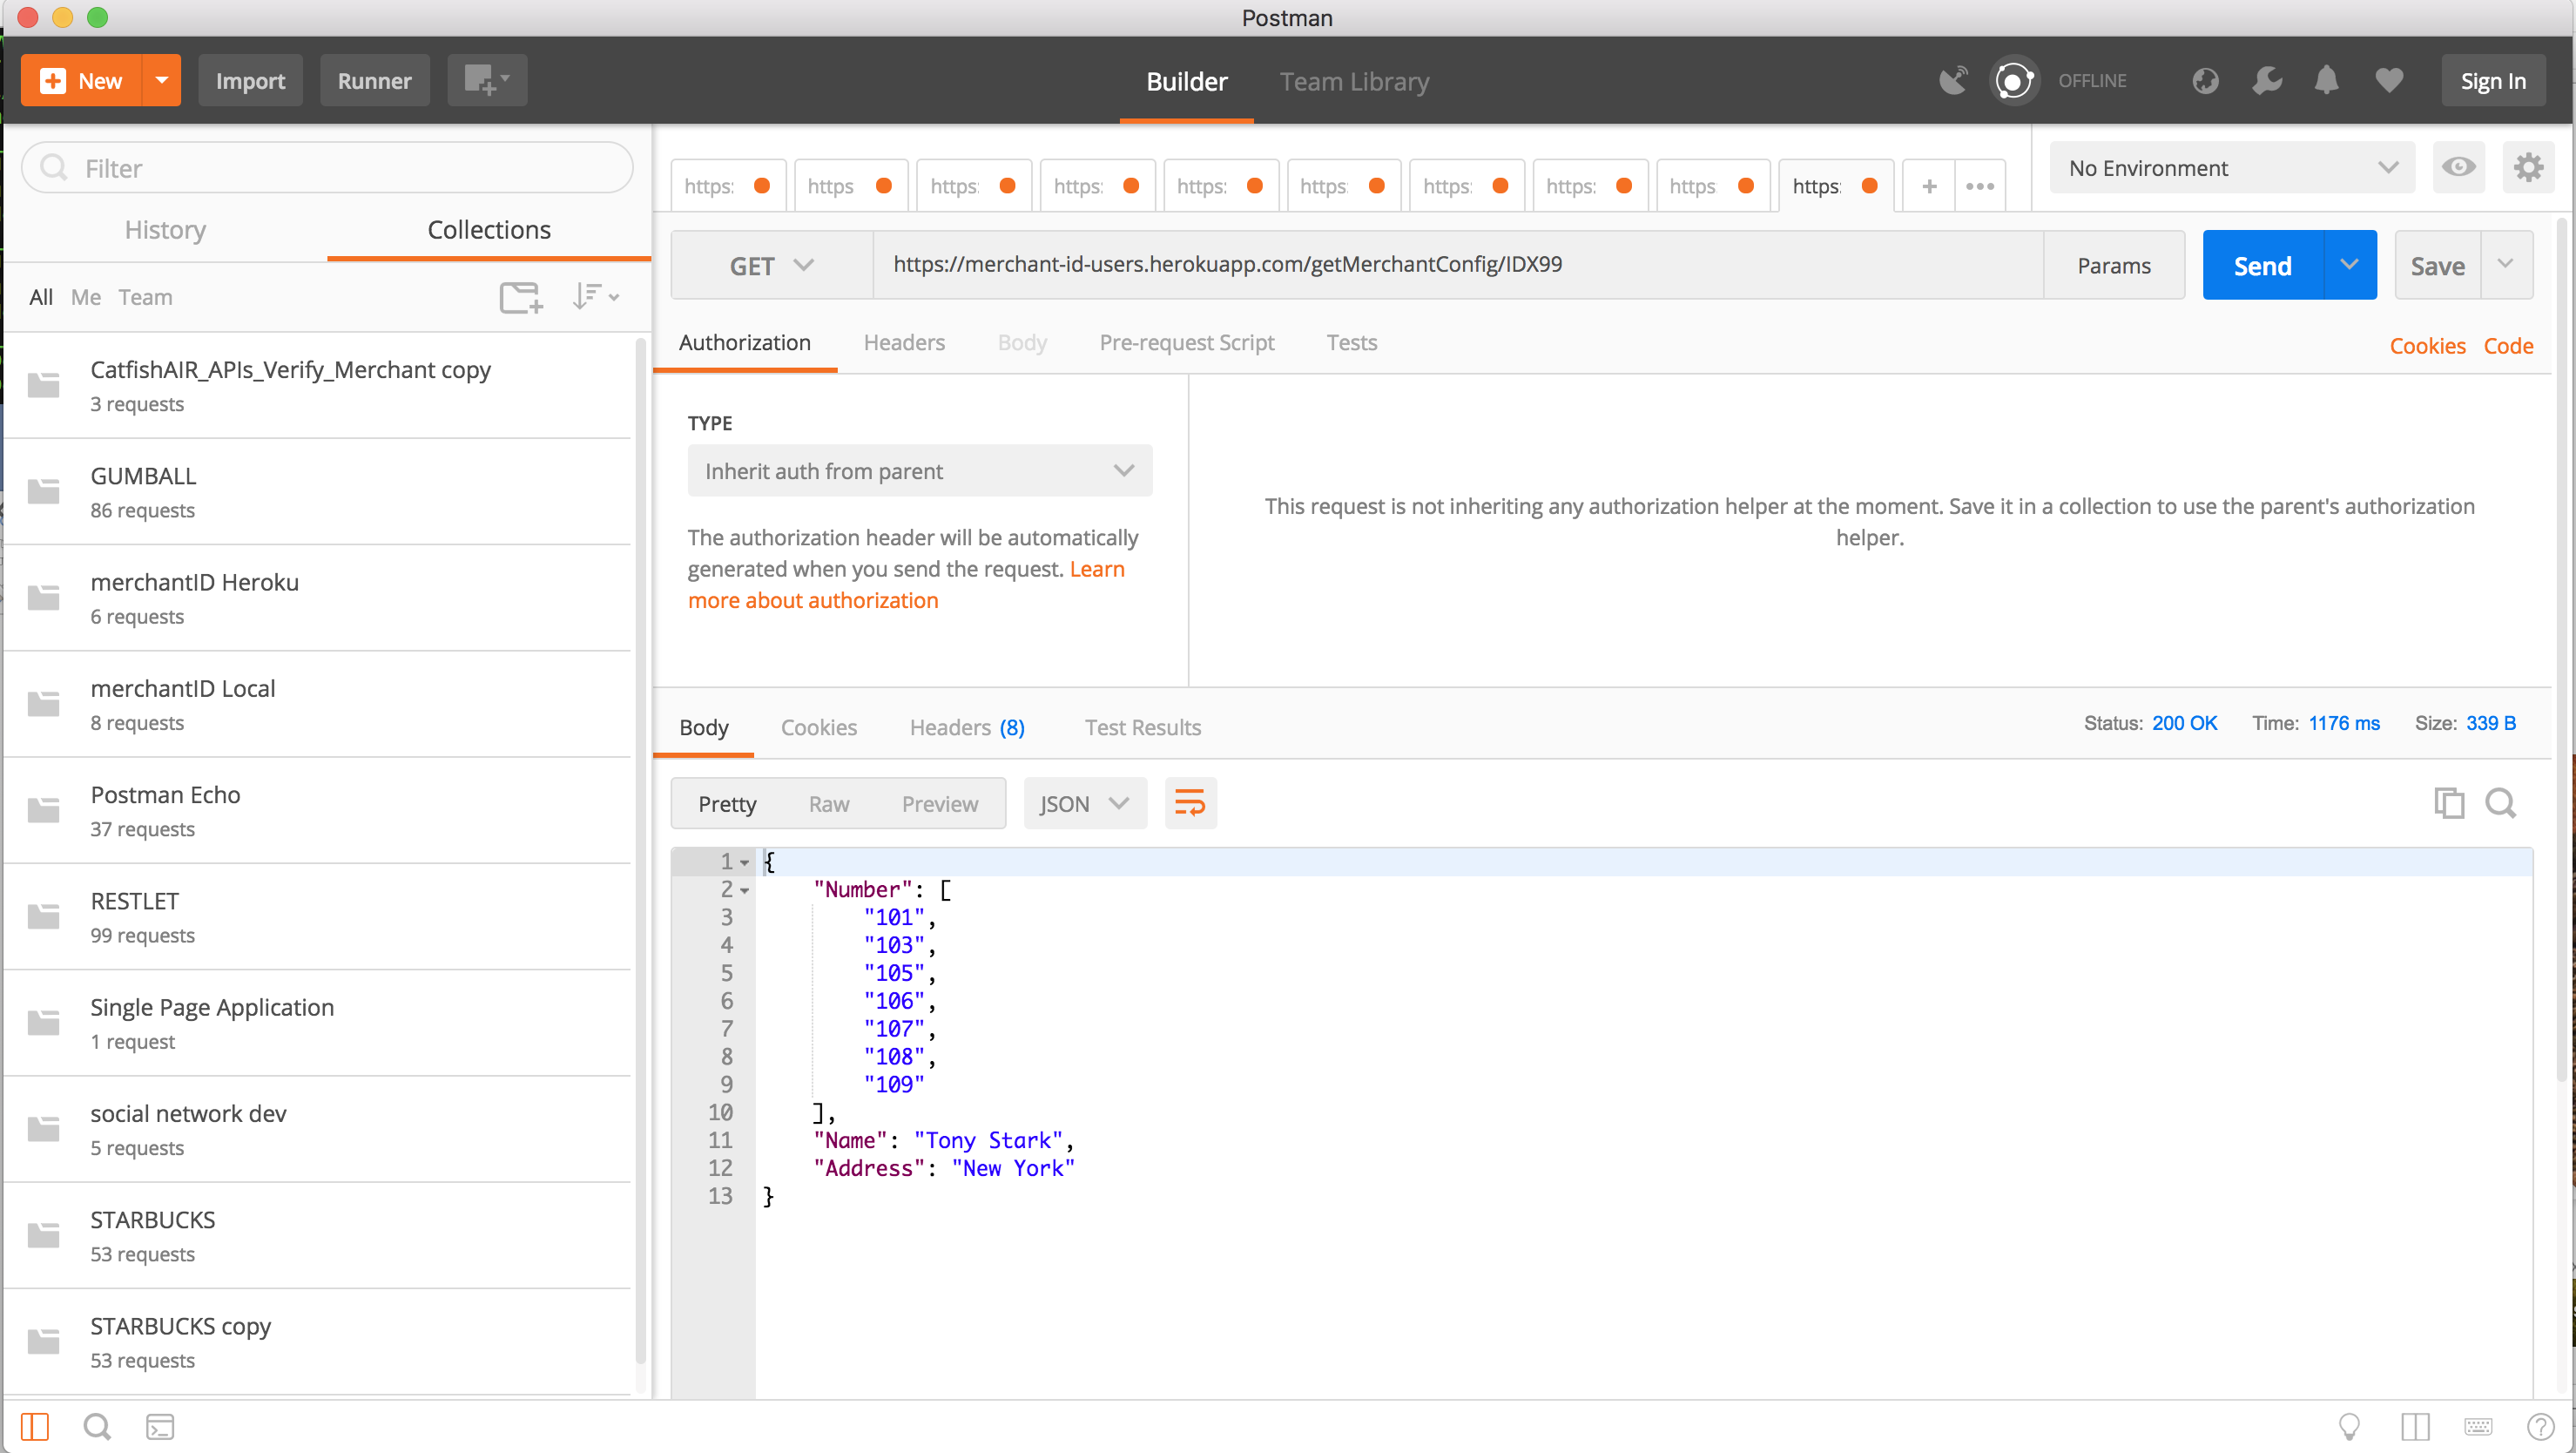 Postman
New
Import
Runner
Builder
Team Library
OFFLINE
Sign In
Filter
History
Collections
All Me Team
CatfishAIR_APIs_Verify_Merchant copy
3 requests
GUMBALL
86 requests
merchantID Heroku
6 requests
merchantID Local
8 requests
Postman Echo
37 requests
RESTLET
99 requests
Single Page Application
1 request
social network dev
5 requests
STARBUCKS
53 requests
STARBUCKS copy
53 requests
https: https https: https: https: https: https: https: https https:
No Environment
GET
https://merchant-id-users.herokuapp.com/getMerchantConfig/IDX99
Params
Send
Save
Authorization
Headers
Body
Pre-request Script
Tests
Cookies
Code
TYPE
Inherit auth from parent
The authorization header will be automatically
generated when you send the request. Learn
more about authorization
This request is not inheriting any authorization helper at the moment. Save it in a collection to use the parent's authorization
helper.
Body
Cookies
Headers (8)
Test Results
Status: 200 OK
Time: 1176 ms
Size: 339 B
Pretty
Raw
Preview
JSON
1 {
2 "Number": [
3 "101",
4 "103",
5 "105",
6 "106",
7 "107",
8 "108",
9 "109"
10 ],
11 "Name": "Tony Stark",
12 "Address": "New York"
13 }